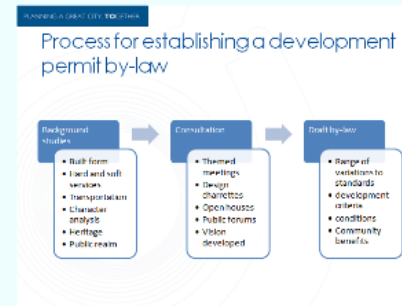 PLANNING A GREAT CITY, TOGETHER
Process for establishing a development
permit by-law
Background
studies
• Built form
• Hard and soft
services
• Transportation
• Character
analysis
• Heritage
• Public realm
Consultation
• Themed
meetings
• Design
charrettes
• Open houses
• Public forums
• Vision
developed
Draft by-law
• Range of
variations to
standards
• development
criteria
• conditions
• Community
benefits